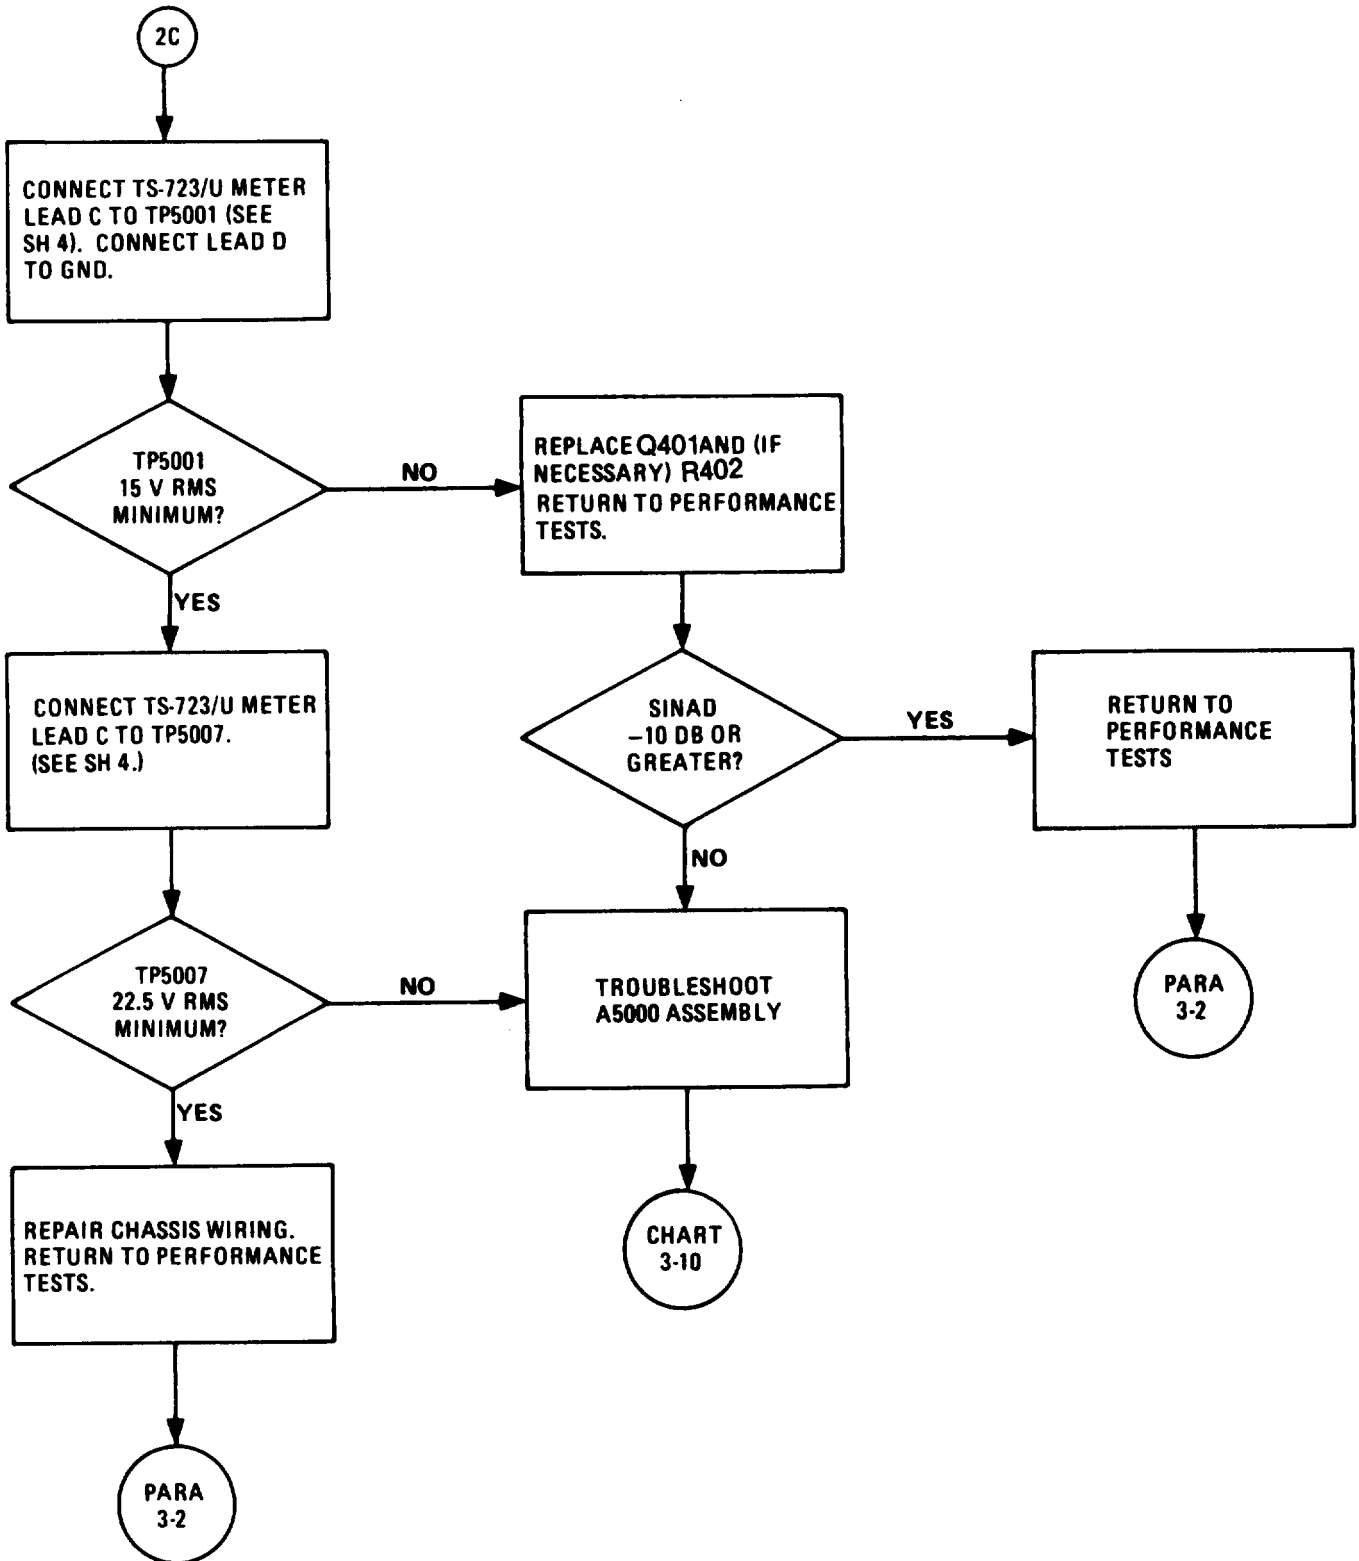 2C
CONNECT TS-723/U METER
LEAD C TO TP5001 (SEE
SH 4). CONNECT LEAD D
TO GND.
TP5001
15 V RMS
MINIMUM?
NO
REPLACE Q401AND (IF
NECESSARY) R402
RETURN TO PERFORMANCE
TESTS.
YES
CONNECT TS-723/U METER
LEAD C TO TP5007.
(SEE SH 4.)
SINAD
–10 DB OR
GREATER?
YES
RETURN TO
PERFORMANCE
TESTS
NO
TP5007
22.5 V RMS
MINIMUM?
NO
TROUBLESHOOT
A5000 ASSEMBLY
PARA
3-2
YES
REPAIR CHASSIS WIRING.
RETURN TO PERFORMANCE
TESTS.
CHART
3-10
PARA
3-2